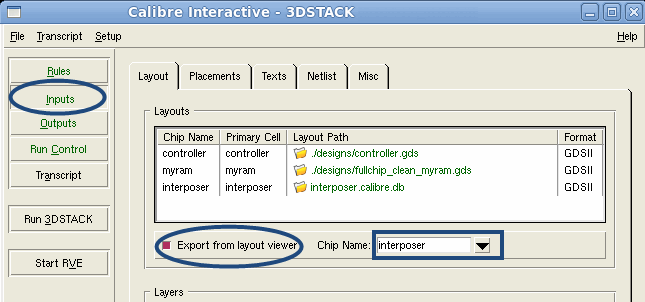 Calibre Interactive - 3DSTACK
File Transcript Setup Help
Rules
Inputs
Outputs
Run Control
Transcript
Run 3DSTACK
Start RVE
Layout Placements Texts Netlist Misc
Layouts
Chip Name Primary Cell Layout Path Format
controller controller ./designs/controller.gds GDSII
myram myram ./designs/fullchip_clean_myram.gds GDSII
interposer interposer interposer.calibre.db GDSII
Export from layout viewer Chip Name: interposer
Layers